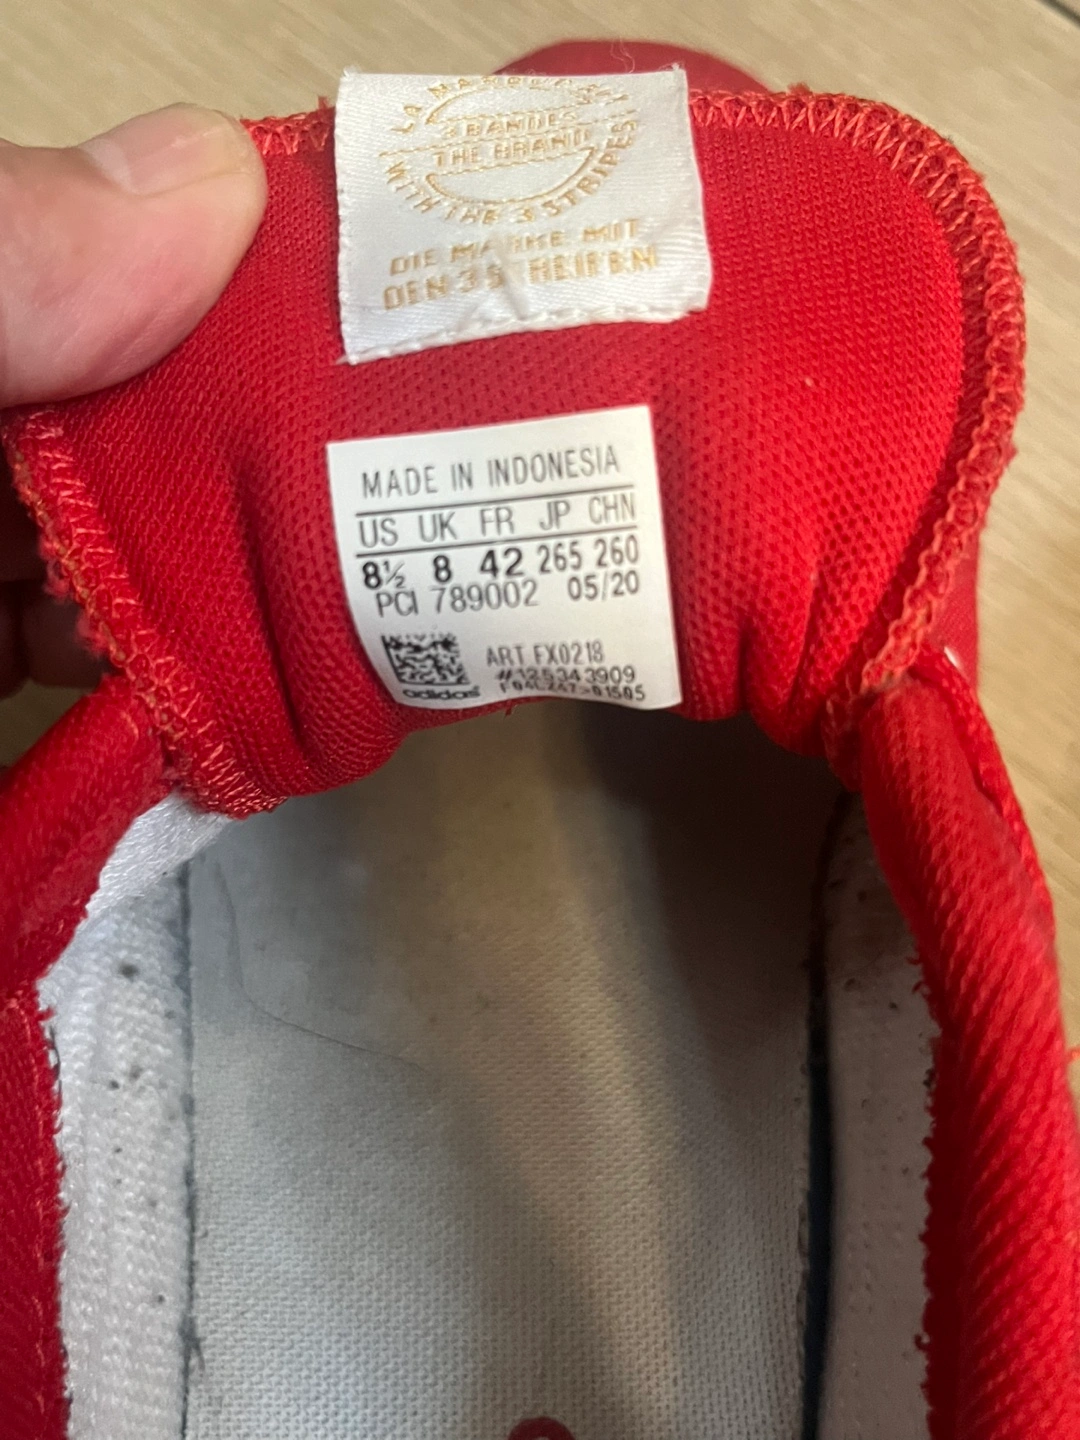 LA MARQUE AUX
3 BANDES
THE BRAND
WITH THE 3 STRIPES
DIE MARKE MIT
DEN 3 STREIFEN
MADE IN INDONESIA
US UK FR JP CHN
8½ 8 42 265 260
PCI 789002 05/20
ART FX0218
#125343909
F04L247>01505
adidas